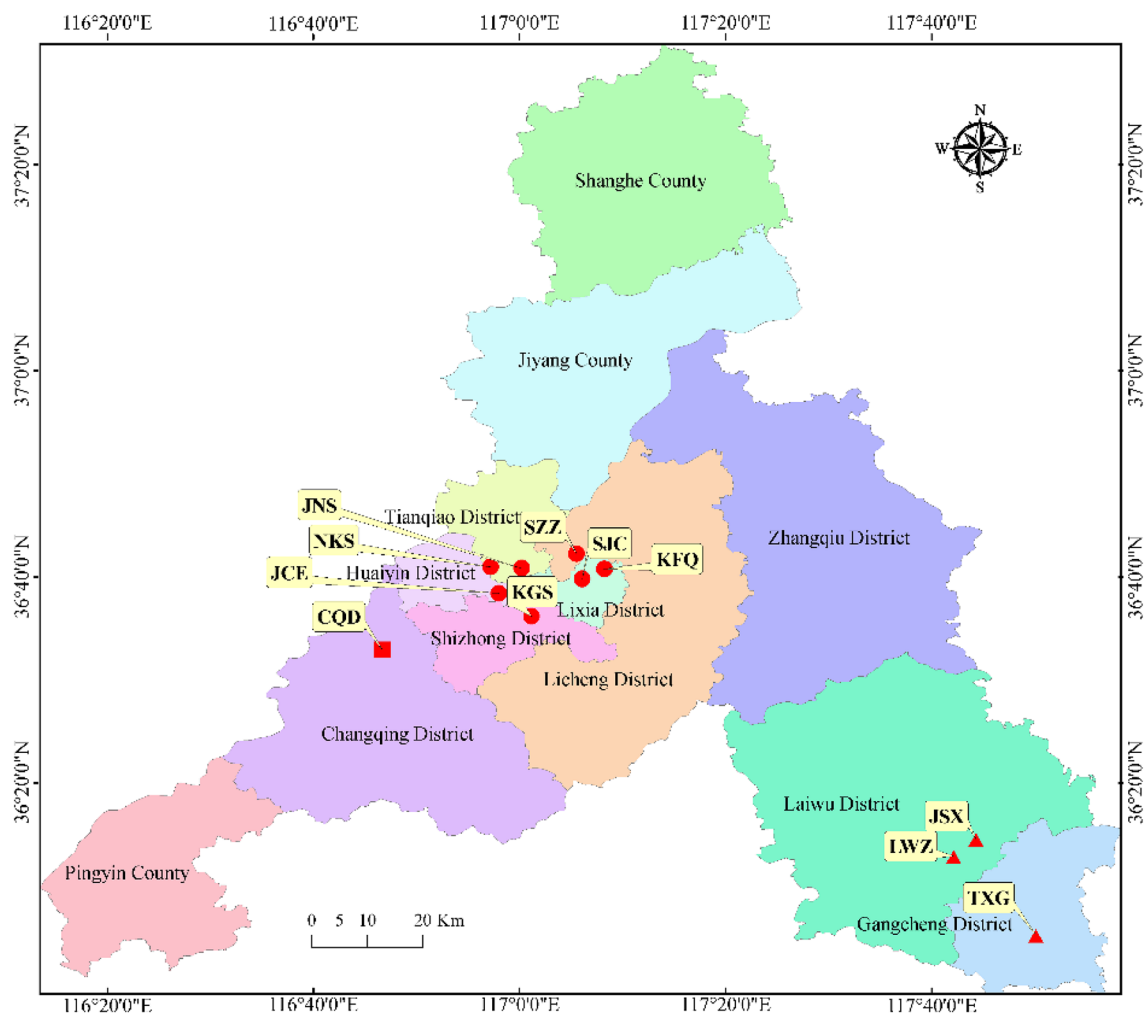 116°20'0"E 116°40'0"E 117°0'0"E 117°20'0"E 117°40'0"E
37°20'0"N
37°0'0"N
36°40'0"N
36°20'0"N
N
W E
S
37°20'0"N
37°0'0"N
36°40'0"N
36°20'0"N
Shanghe County
Jiyang County
JNS
Tianqiao District
SZZ
Zhangqiu District
NKS
SJC
KFQ
JCE
Huaiyin District
KGS
Lixia District
CQD
Shizhong District
Licheng District
Changqing District
Laiwu District
JSX
LWZ
Pingyin County
TXG
Gangcheng District
0 5 10 20 Km
116°20'0"E 116°40'0"E 117°0'0"E 117°20'0"E 117°40'0"E